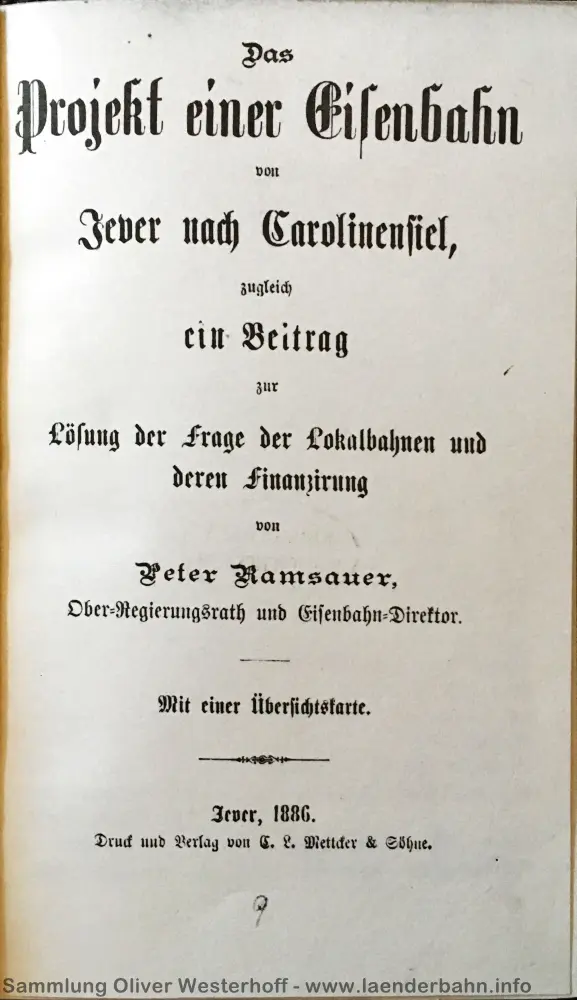 Das
Projekt einer Eisenbahn
von
Jever nach Carolinensiel,
zugleich
ein Beitrag
zur
Lösung der Frage der Lokalbahnen und
deren Finanzirung
von
Peter Ramsauer,
Ober-Regierungsrath und Eisenbahn-Direktor.
Mit einer Übersichtskarte.
Jever, 1886.
Druck und Verlag von C. L. Mettcker & Söhne.
9
Sammlung Oliver Westerhoff - www.laenderbahn.info